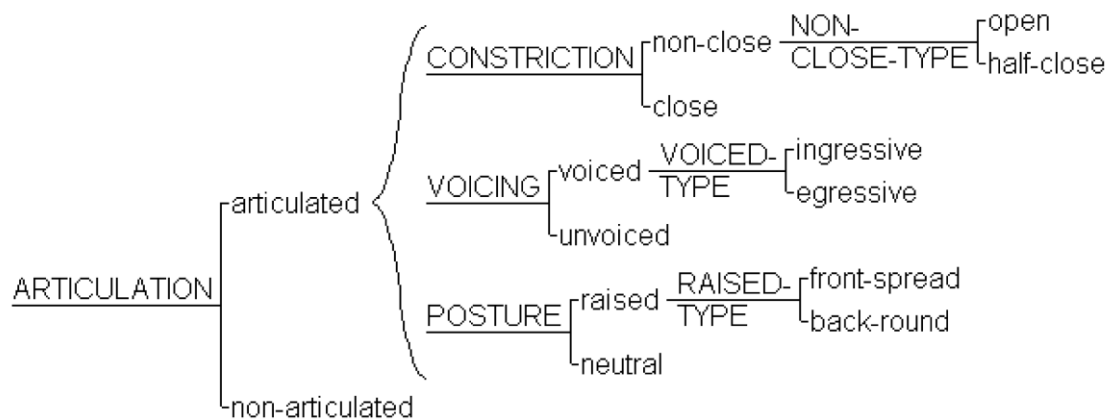 open
NON-
non-close
CLOSE-TYPE
half-close
CONSTRICTION
close
ingressive
VOICED-
voiced
TYPE
egressive
VOICING
articulated
unvoiced
front-spread
RAISED-
ARTICULATION
raised
TYPE
back-round
POSTURE
neutral
non-articulated